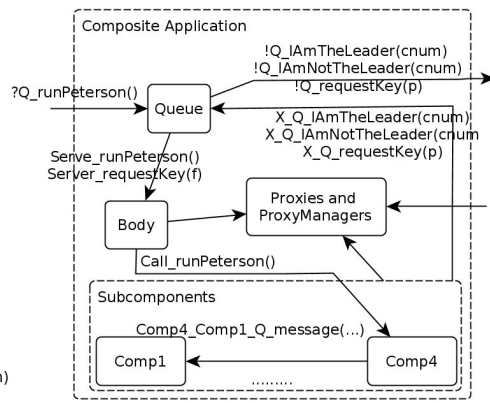 Composite Application
!Q_IAmTheLeader(cnum)
!Q_IAmNotTheLeader(cnum)
!Q_requestKey(p)
?Q_runPeterson()
Queue
X_Q_IAmTheLeader(cnum)
X_Q_IAmNotTheLeader(cnum
X_Q_requestKey(p)
Serve_runPeterson()
Server_requestKey(f)
Proxies and
ProxyManagers
Body
Call_runPeterson()
Subcomponents
Comp4_Comp1_Q_message(...)
Comp1
Comp4
.........
)